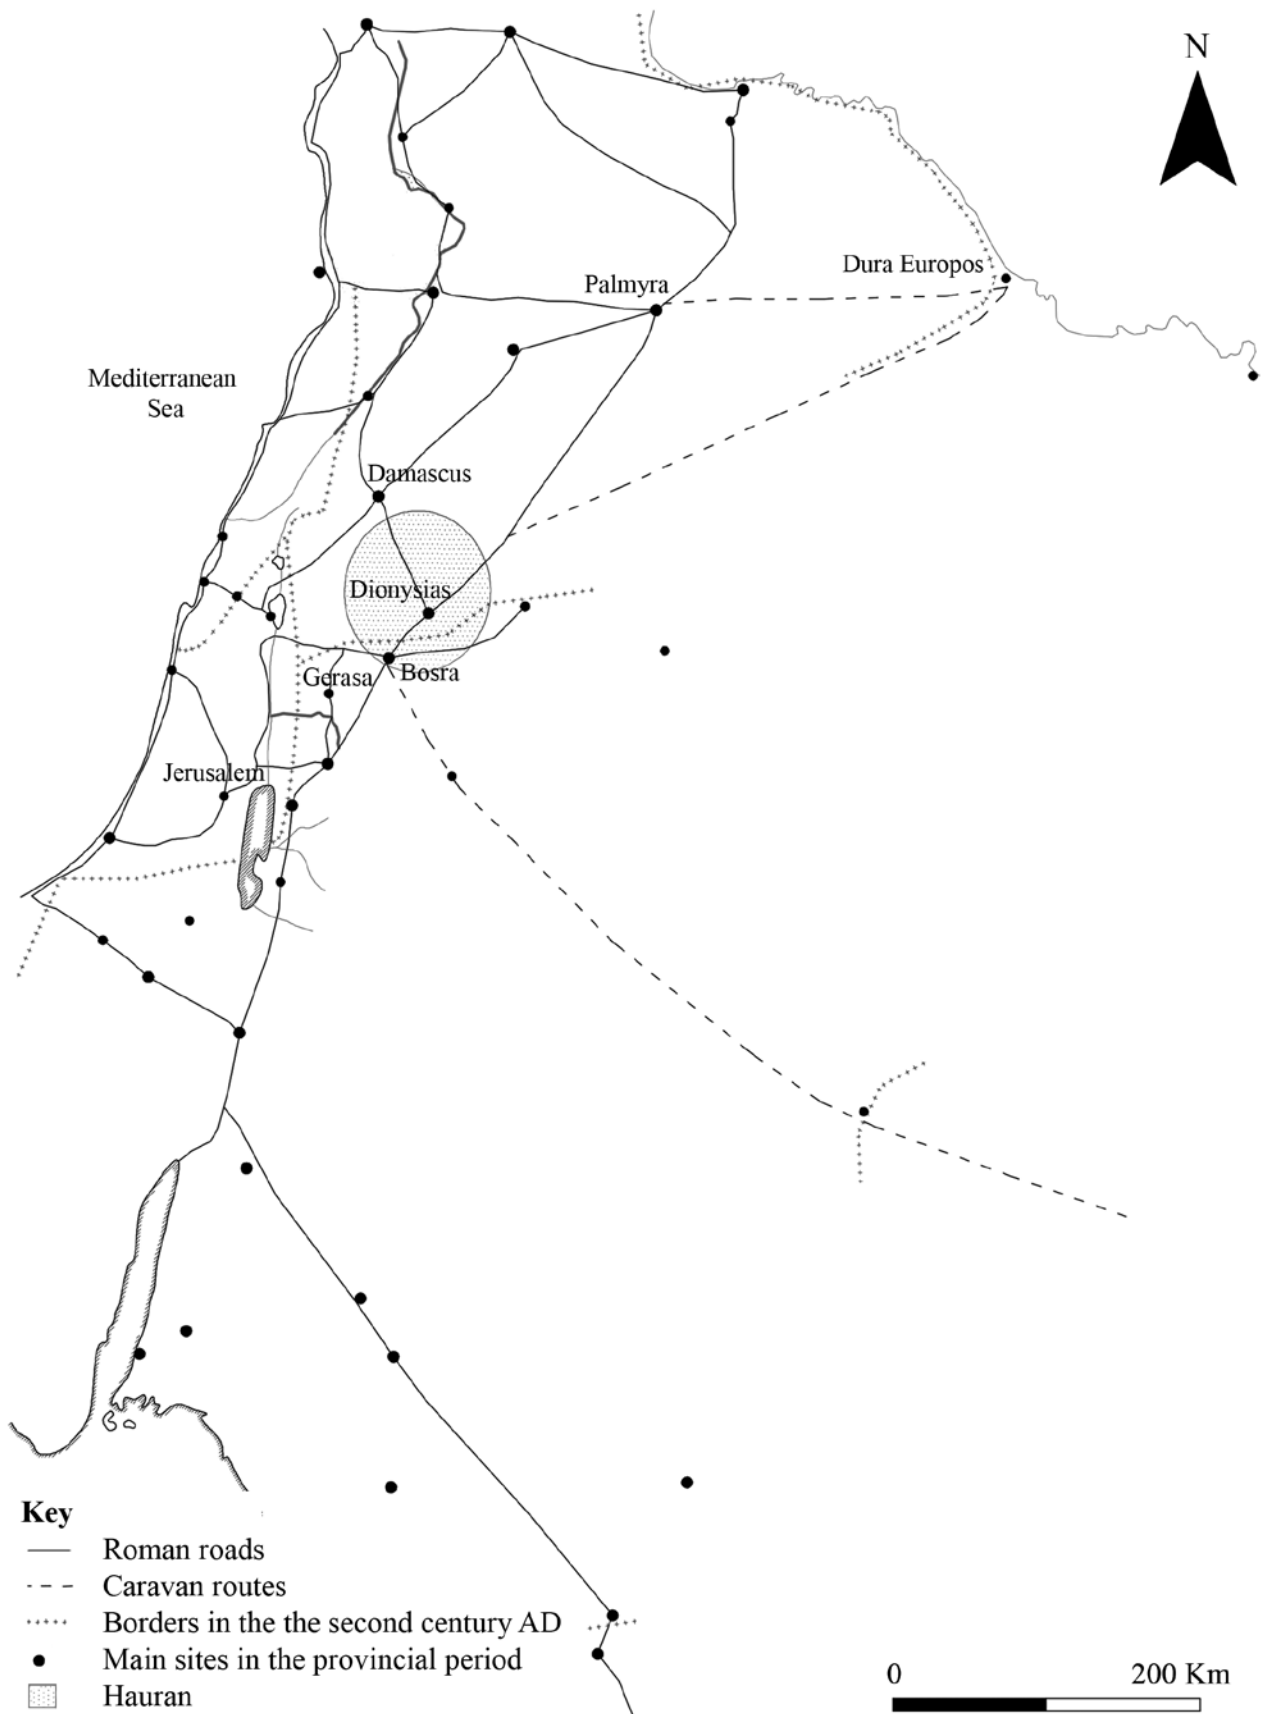 N
Dura Europos
Palmyra
Mediterranean
Sea
Damascus
Dionysias
Gerasa
Bosra
Jerusalem
Key
Roman roads
Caravan routes
Borders in the the second century AD
Main sites in the provincial period
Hauran
0
200 Km